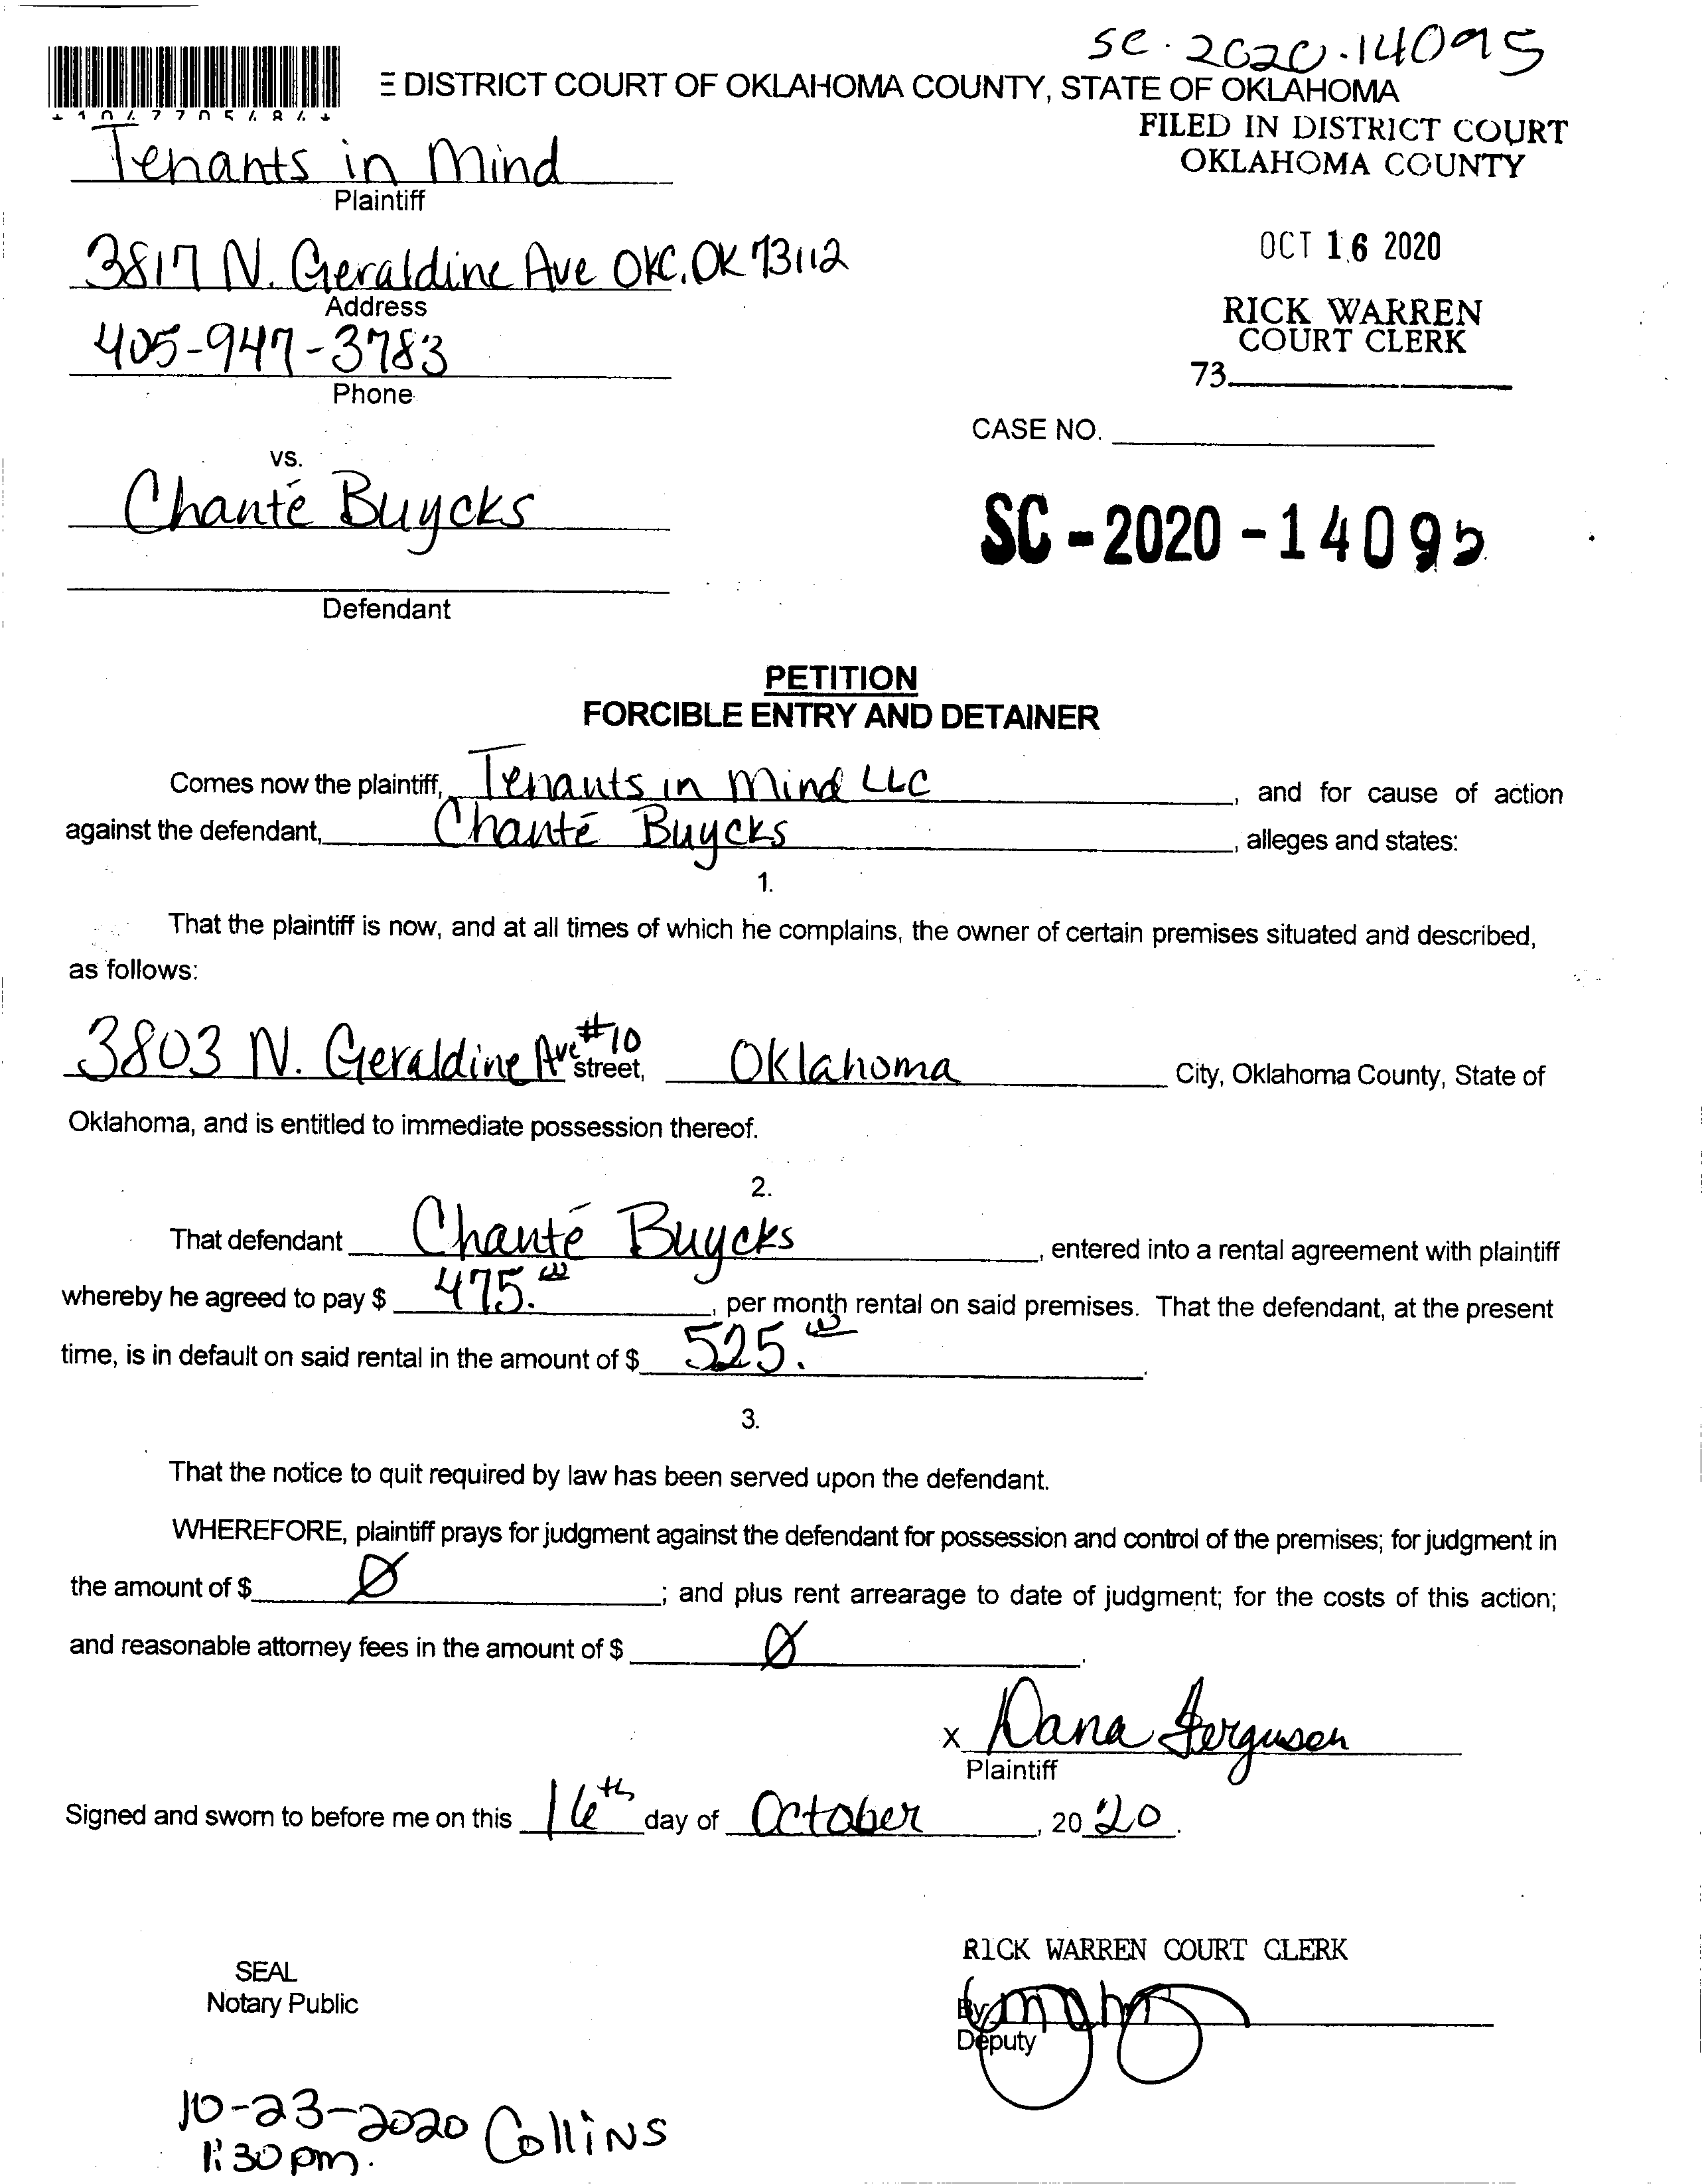 SC-2020-14095
E DISTRICT COURT OF OKLAHOMA COUNTY, STATE OF OKLAHOMA
FILED IN DISTRICT COURT
OKLAHOMA COUNTY
Tenants in Mind
Plaintiff
3817 N. Geraldine Ave OKC, OK 73112
Address
OCT 16 2020
RICK WARREN
COURT CLERK
405-947-3783
Phone
73
CASE NO.
vs.
Chanté Buycks
SC-2020-14095
Defendant
PETITION
FORCIBLE ENTRY AND DETAINER
Comes now the plaintiff, Tenants in Mind LLC, and for cause of action
against the defendant, Chanté Buycks, alleges and states:
1.
That the plaintiff is now, and at all times of which he complains, the owner of certain premises situated and described,
as follows:
3803 N. Geraldine Ave #10 street, Oklahoma City, Oklahoma County, State of
Oklahoma, and is entitled to immediate possession thereof.
2.
That defendant Chanté Buycks, entered into a rental agreement with plaintiff
whereby he agreed to pay $ 475.00, per month rental on said premises. That the defendant, at the present
time, is in default on said rental in the amount of $ 525.00.
3.
That the notice to quit required by law has been served upon the defendant.
WHEREFORE, plaintiff prays for judgment against the defendant for possession and control of the premises; for judgment in
the amount of $ Ø; and plus rent arrearage to date of judgment; for the costs of this action;
and reasonable attorney fees in the amount of $ Ø.
x Dana Ferguson
Plaintiff
Signed and sworn to before me on this 16th day of October, 2020.
RICK WARREN COURT CLERK
SEAL
Notary Public
By
Deputy
10-23-2020 Collins
1:30 pm.